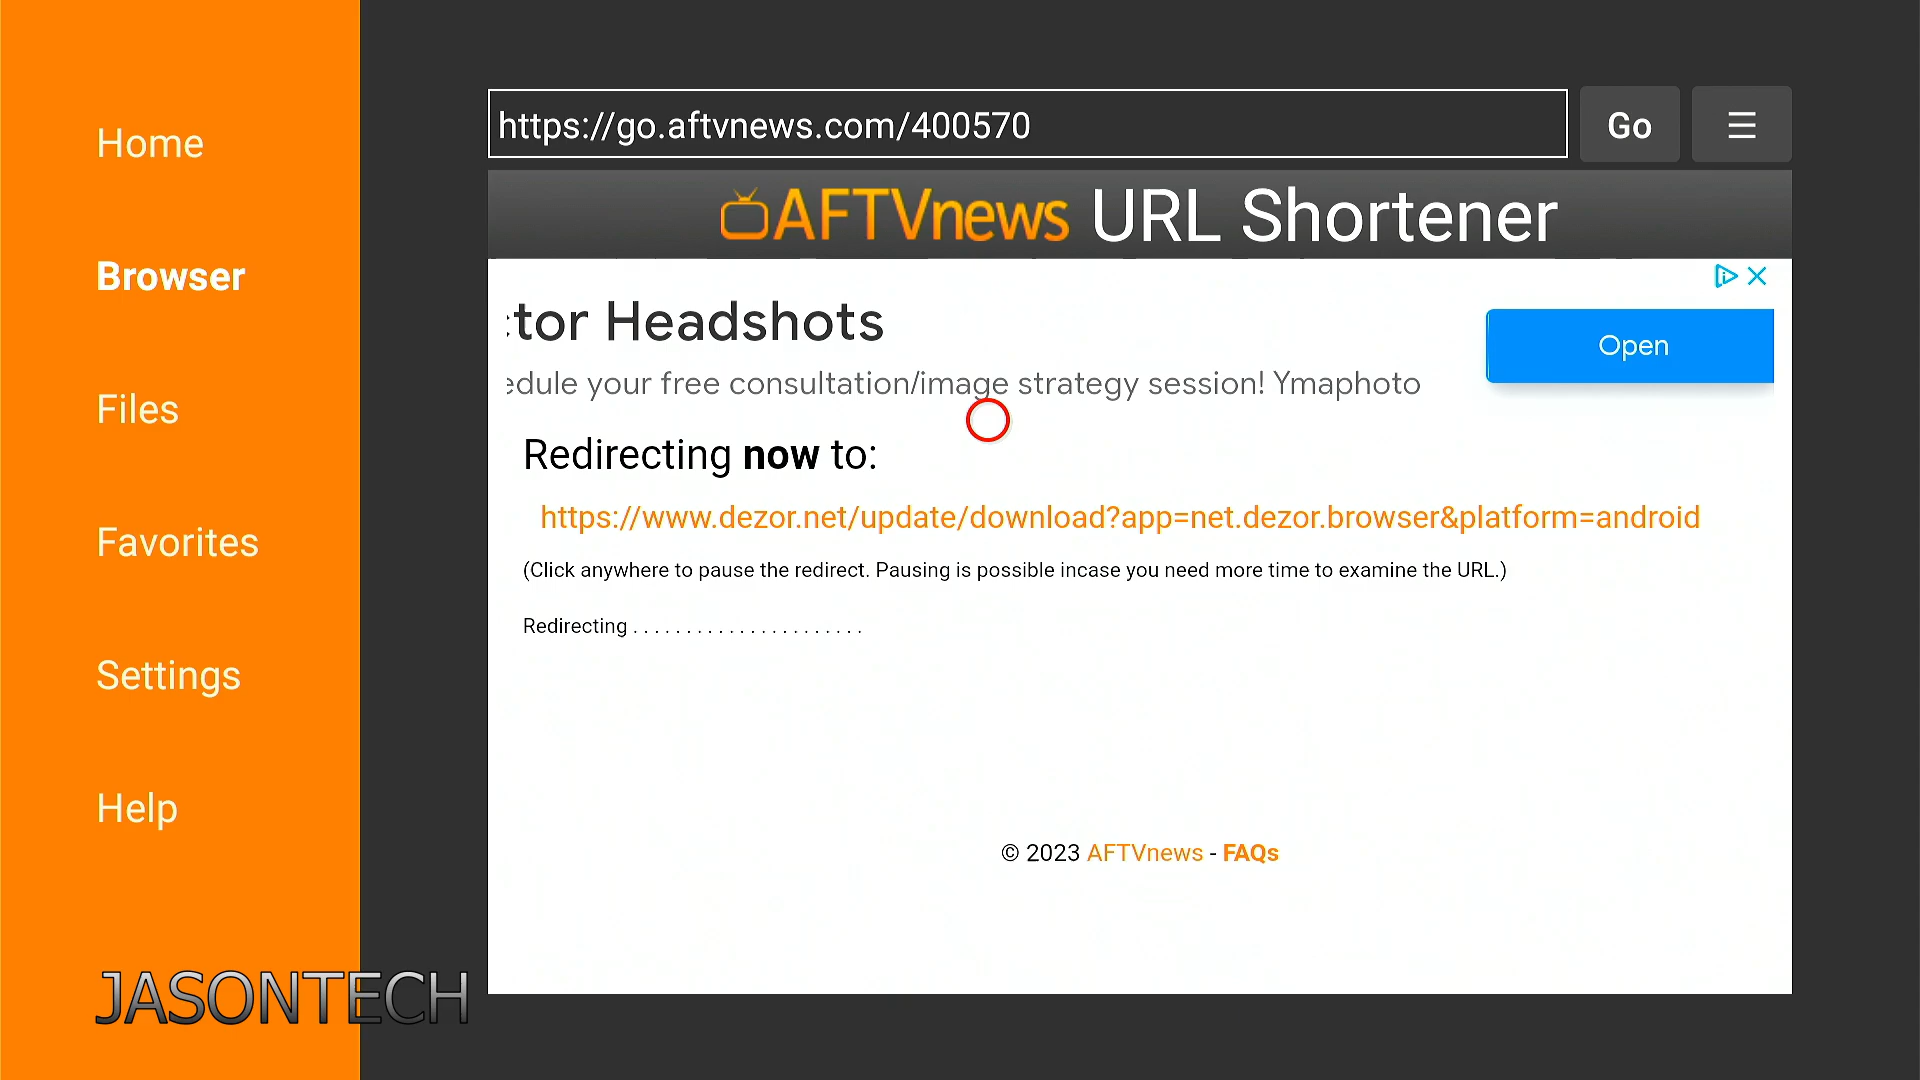 Home
Browser
Files
Favorites
Settings
Help
JASONTECH
https://go.aftvnews.com/400570
Go
AFTVnews URL Shortener
tor Headshots
edule your free consultation/image strategy session! Ymaphoto
Open
Redirecting now to:
https://www.dezor.net/update/download?app=net.dezor.browser&platform=android
(Click anywhere to pause the redirect. Pausing is possible incase you need more time to examine the URL.)
Redirecting . . . . . . . . . . . . . . . . . . . . . .
© 2023 AFTVnews - FAQs